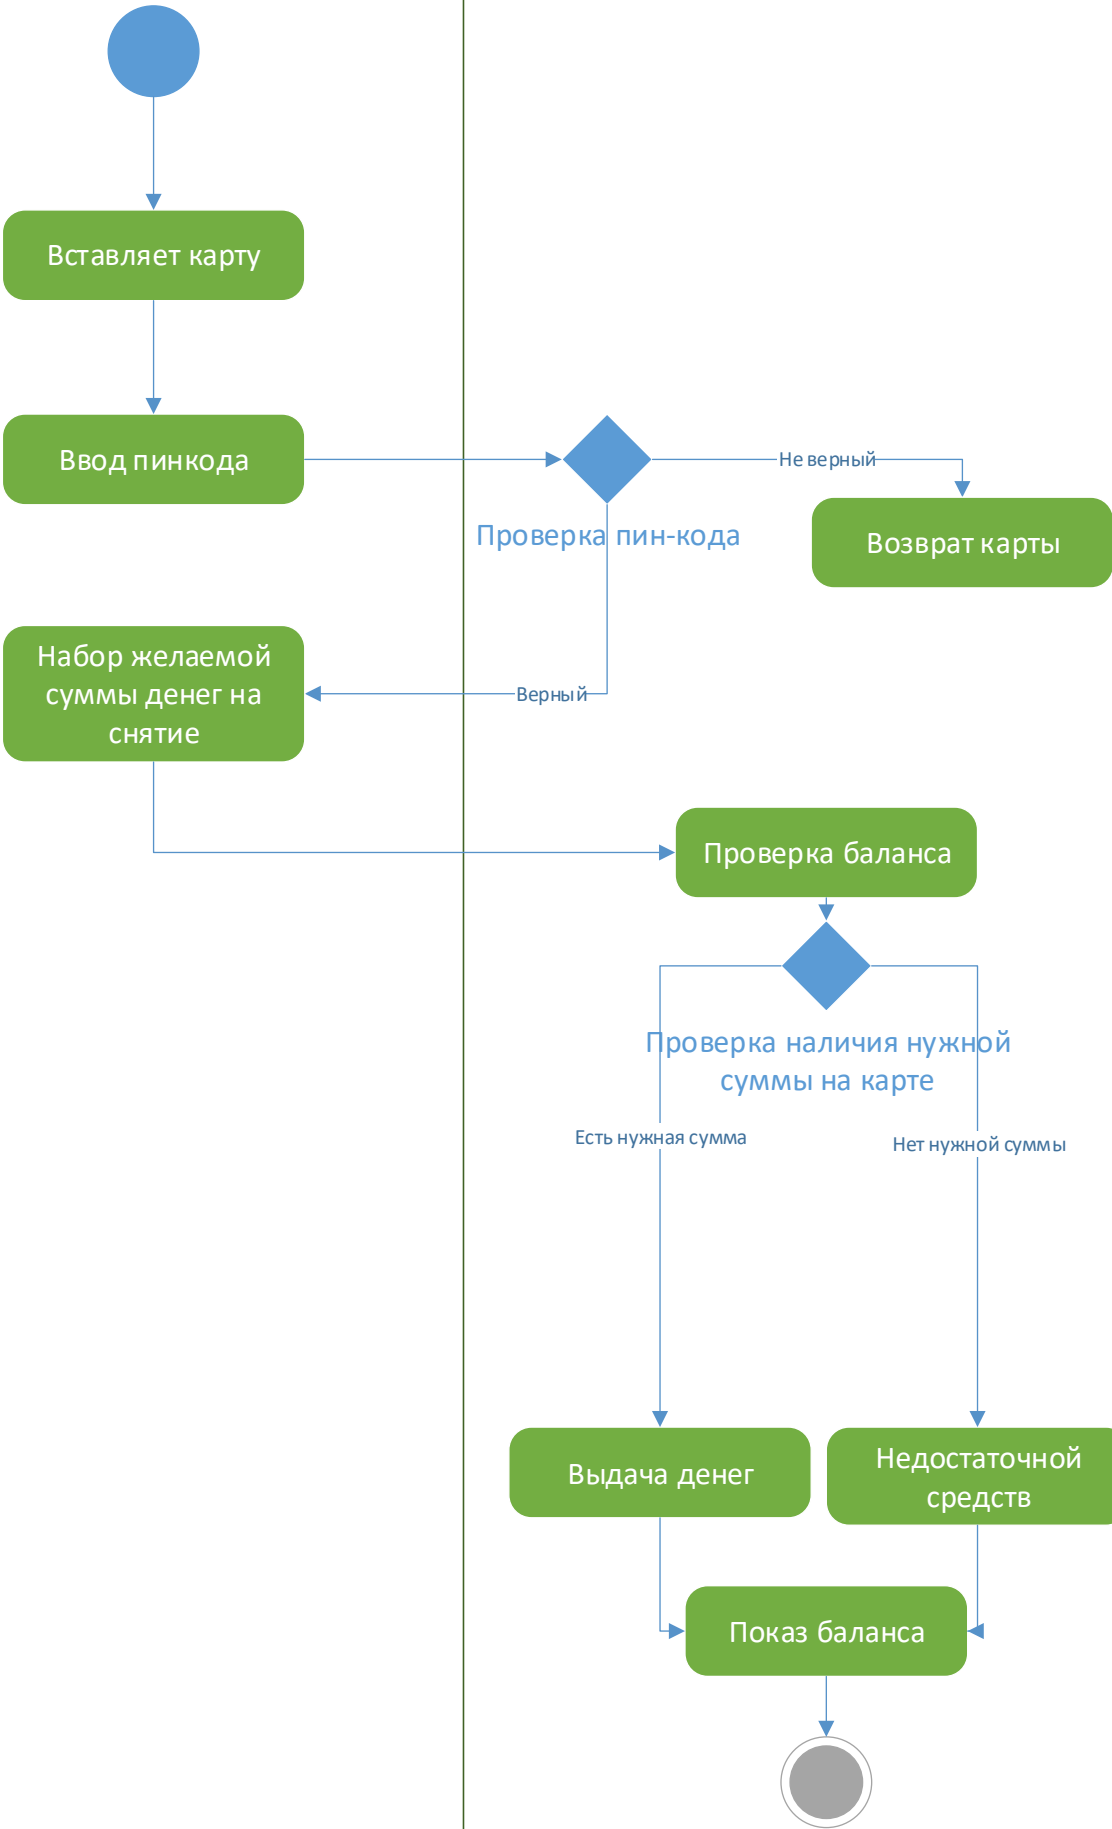 Вставляет карту
Ввод пинкода
Не верный
Проверка пин-кода
Возврат карты
Набор желаемой
суммы денег на
снятие
Верный
Проверка баланса
Проверка наличия нужной
суммы на карте
Есть нужная сумма
Нет нужной суммы
Выдача денег
Недостаточной
средств
Показ баланса